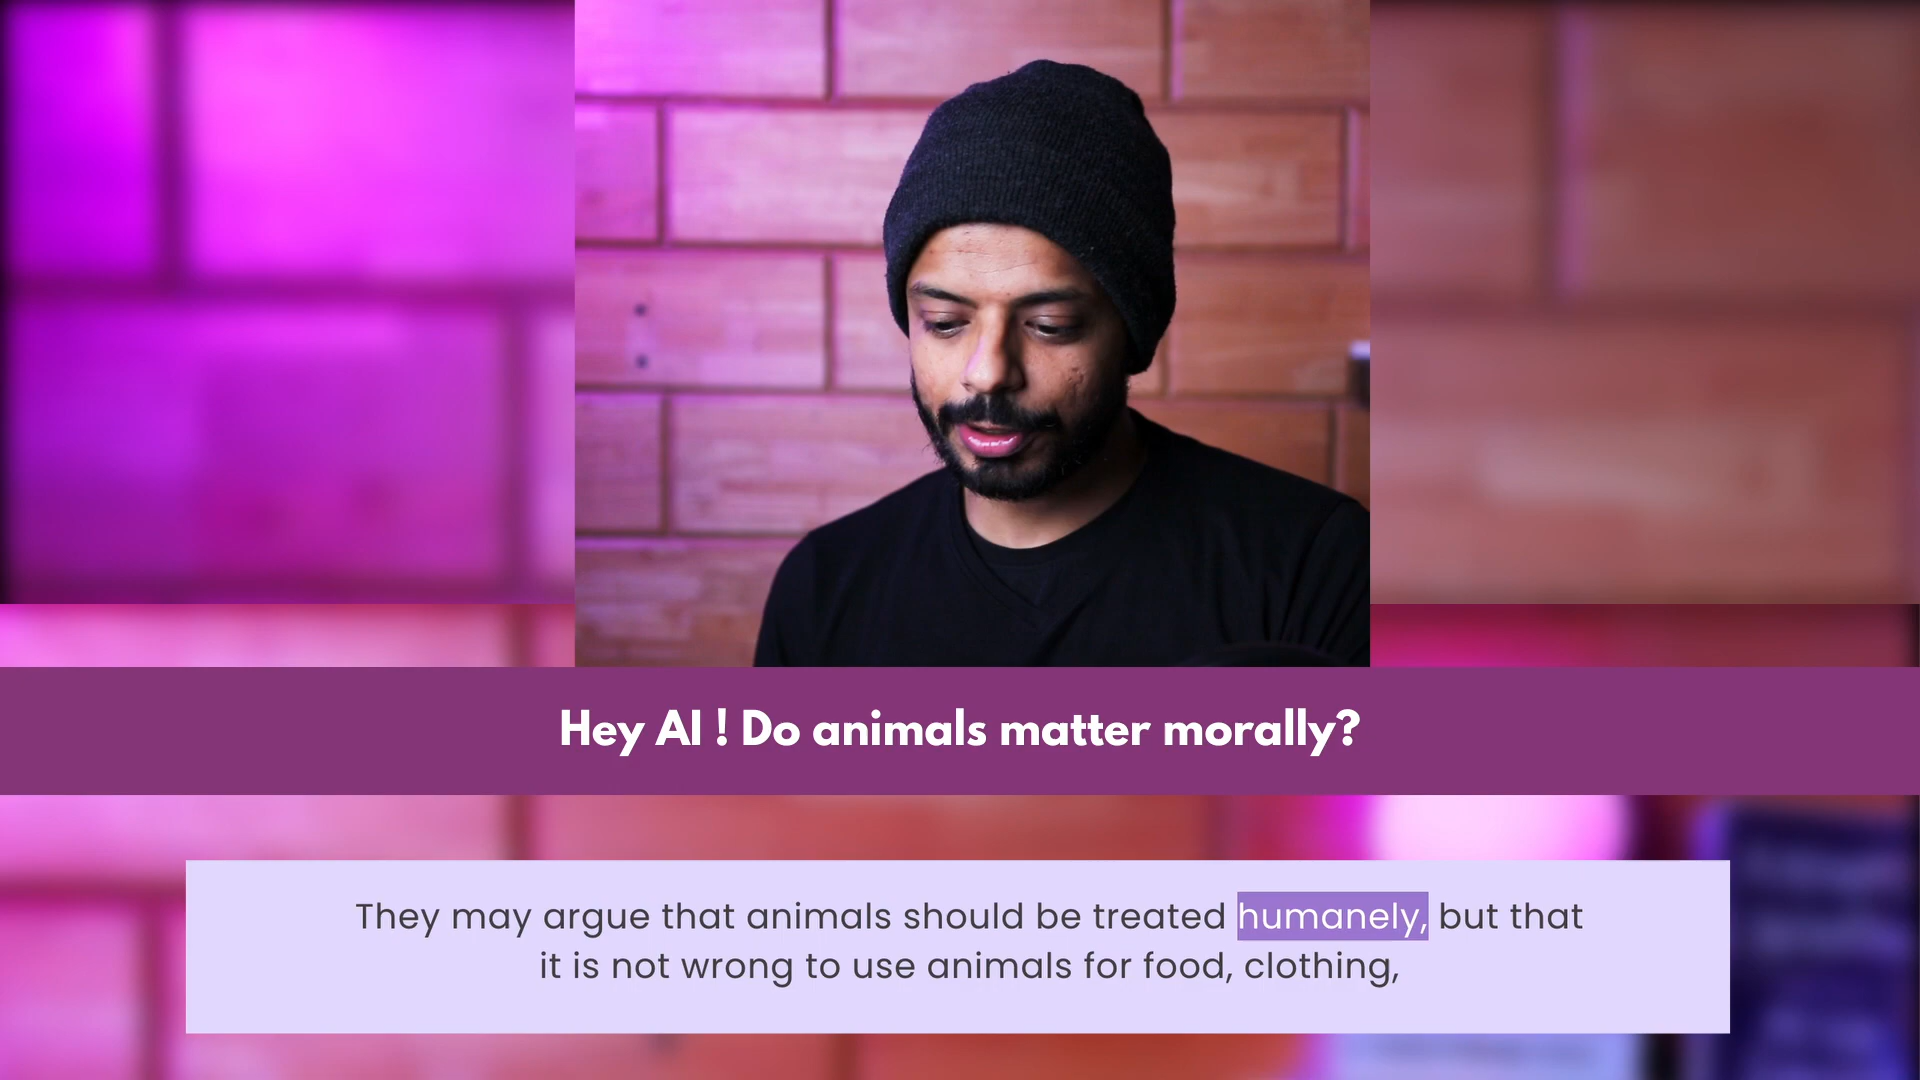 Hey AI ! Do animals matter morally?
They may argue that animals should be treated humanely, but that
it is not wrong to use animals for food, clothing,